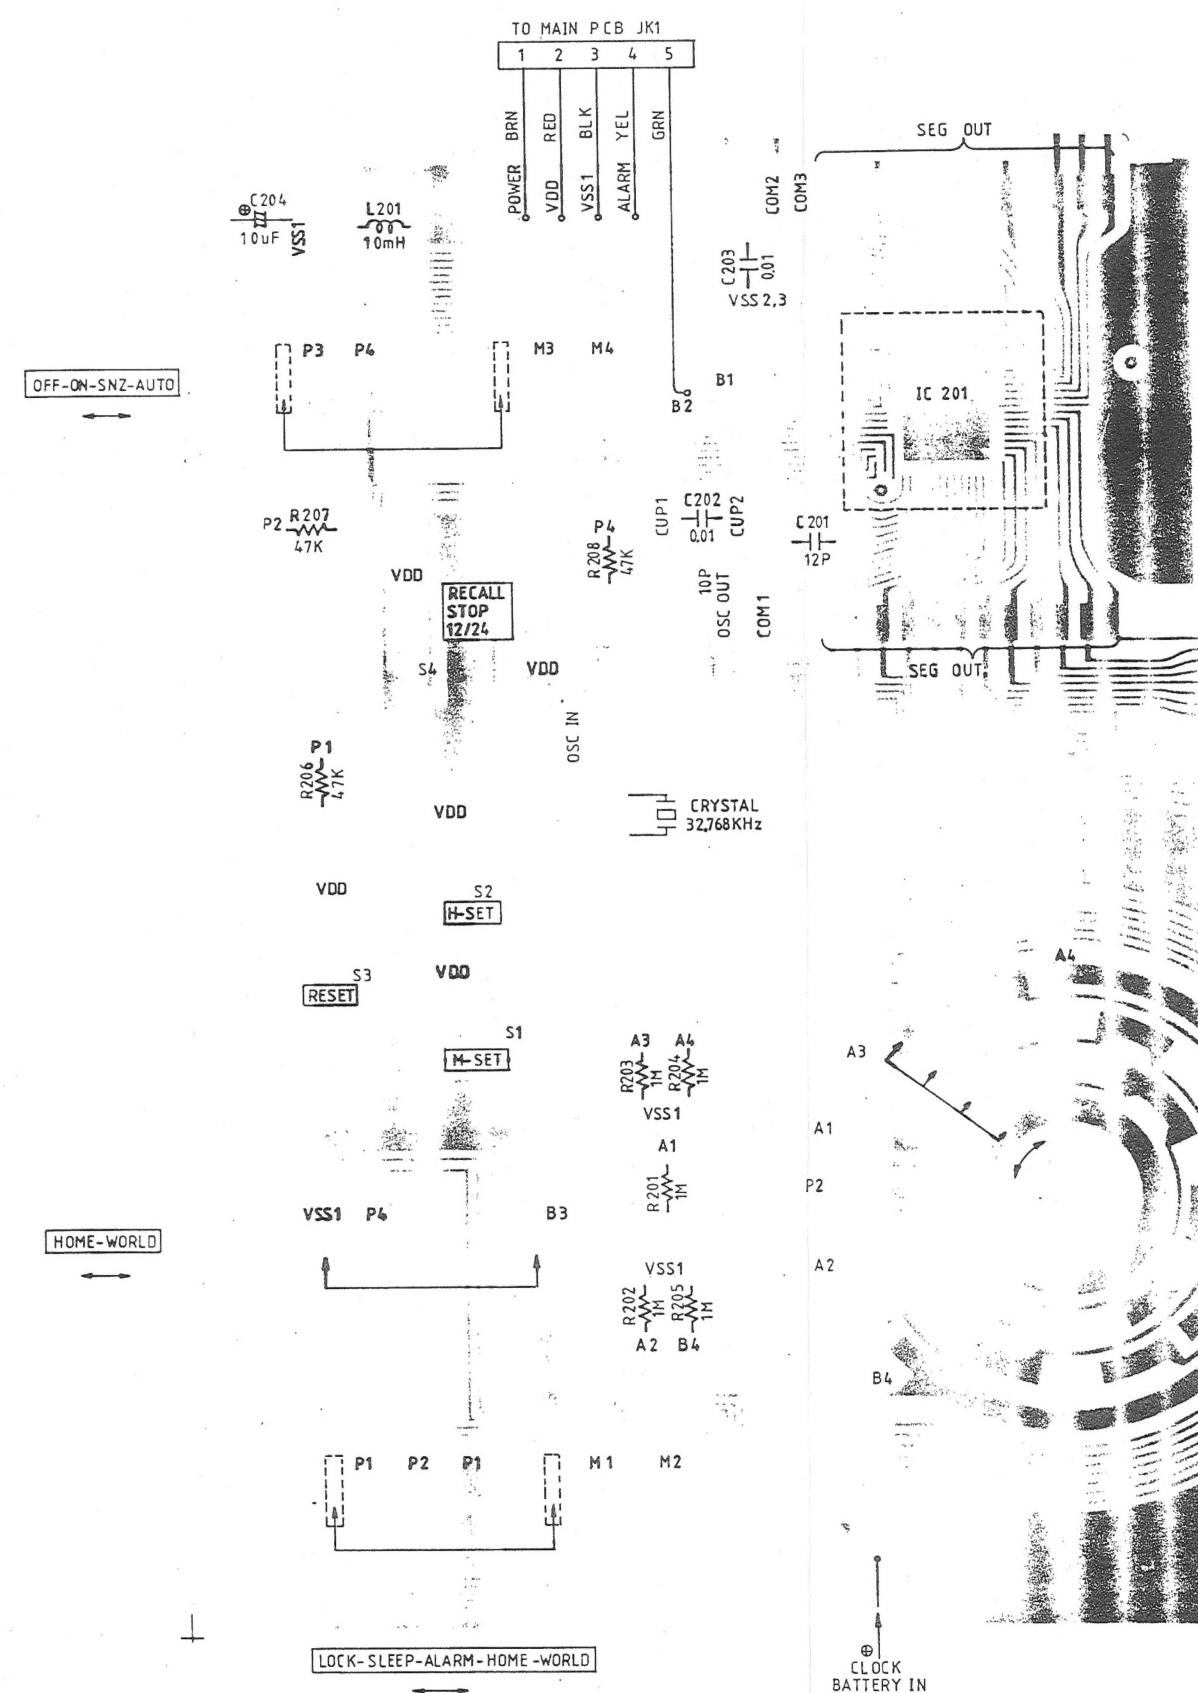 TO MAIN PCB JK1
1 2 3 4 5
BRN RED BLK YEL GRN
POWER VDD VSS1 ALARM
SEG OUT
COM2 COM3
⊕ C204
10uF
VSS1
L201
10mH
C203
0.01
VSS 2,3
P3 P4 M3 M4
OFF-ON-SNZ-AUTO
B1
B2
IC 201
P2 R207
47K
P4
R208
47K
CUP1
C202
0.01
CUP2
C201
12P
VDD
RECALL
STOP
12/24
10P
OSC OUT
COM 1
S4 VDD
SEG OUT
OSC IN
P1
R206
47K
VDD
CRYSTAL
32,768KHz
VDD
S2
H-SET
S3
RESET
VDD
A4
S1
M-SET
A3 A4
R203
1M
R204
1M
VSS1
A3
A1
A1
R201
1M
P2
VSS1 P4 B3
HOME-WORLD
VSS1
A2
R202
1M
R205
1M
A2 B4
B4
P1 P2 P1 M1 M2
LOCK-SLEEP-ALARM-HOME-WORLD
⊕
CLOCK
BATTERY IN